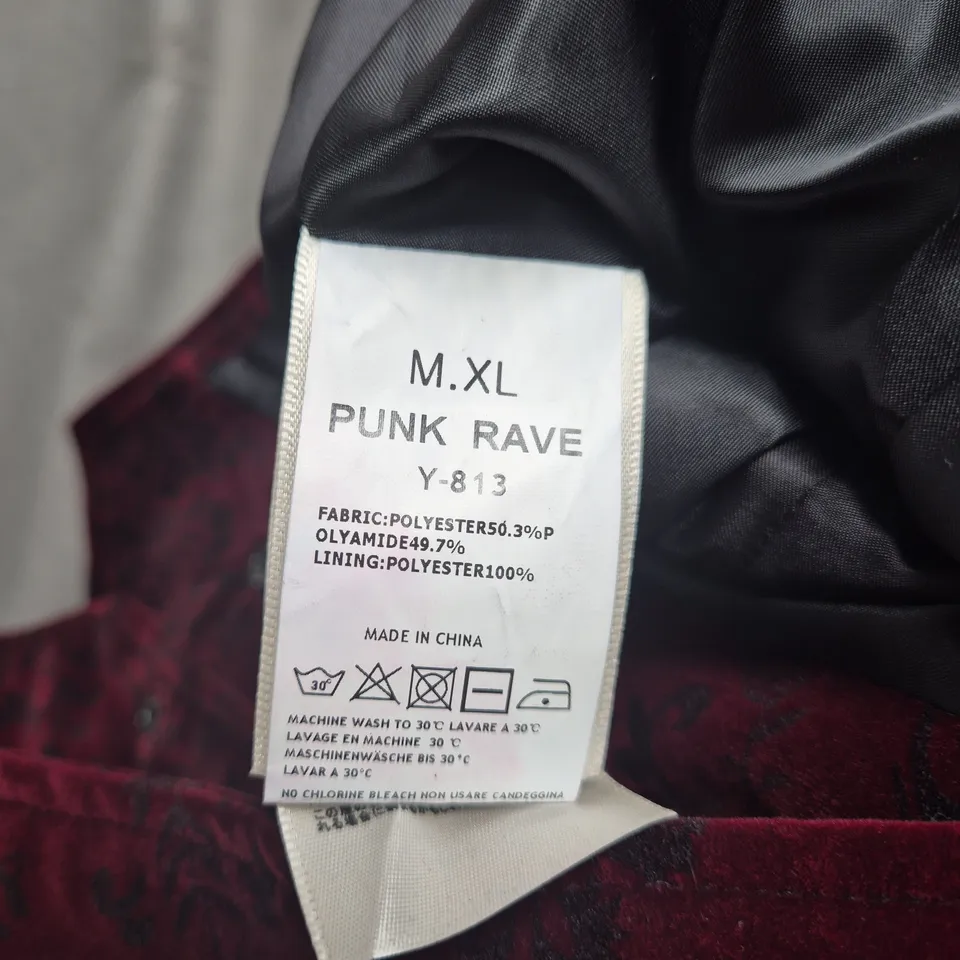 M.XL
PUNK RAVE
Y-813
FABRIC:POLYESTER50.3%P
OLYAMIDE49.7%
LINING:POLYESTER100%
MADE IN CHINA
30°
MACHINE WASH TO 30℃ LAVARE A 30℃
LAVAGE EN MACHINE 30 ℃
MASCHINENWÄSCHE BIS 30°C
LAVAR A 30°C
NO CHLORINE BLEACH NON USARE CANDEGGINA